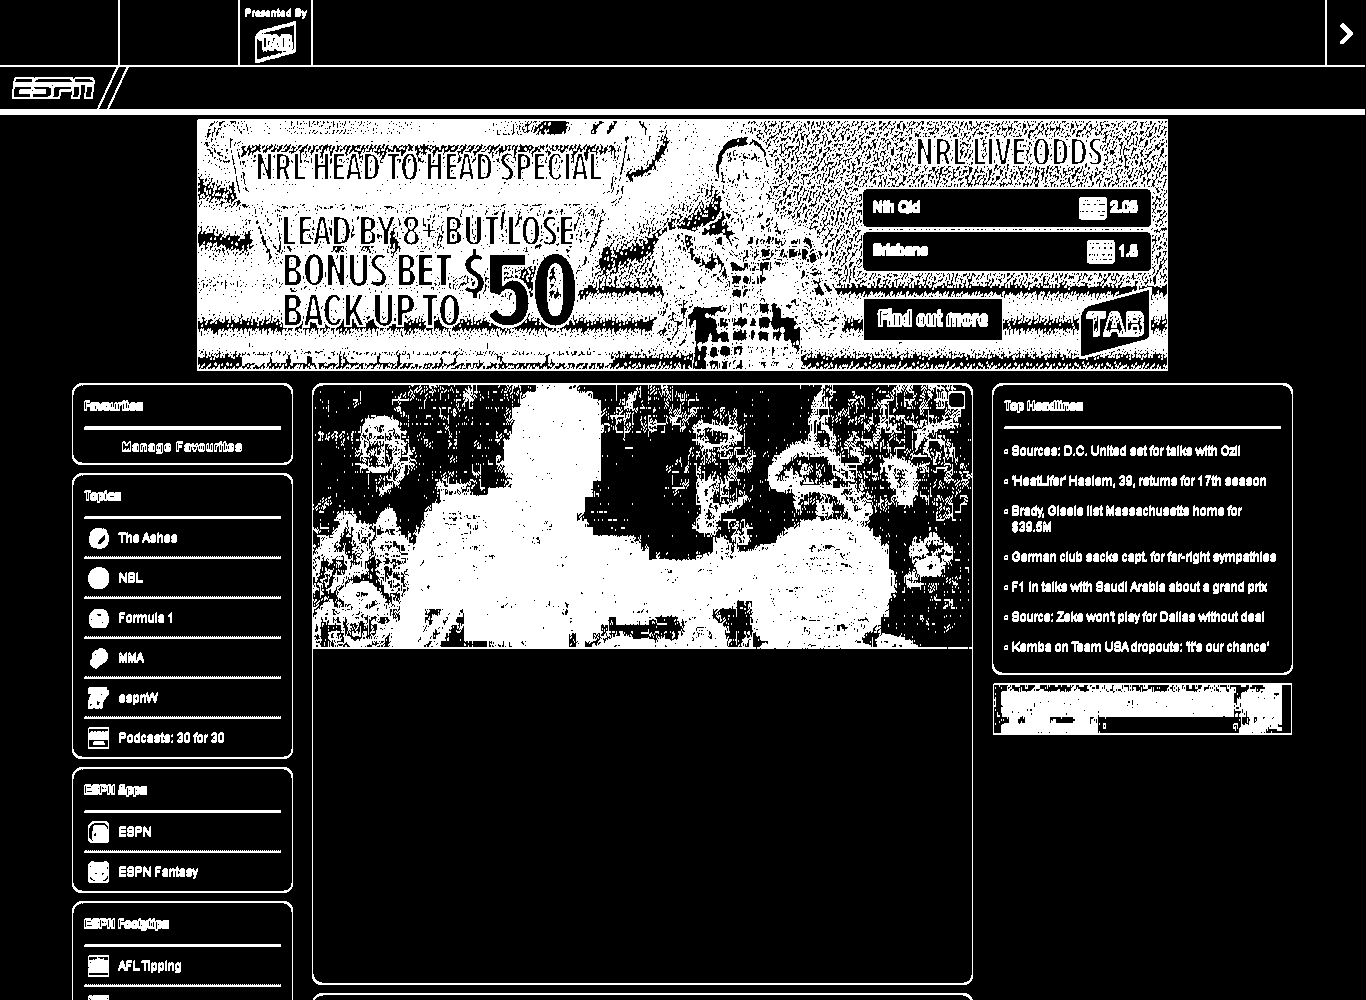 Presented By
TAB
ESPN
NRL HEAD TO HEAD SPECIAL
LEAD BY 8+ BUT LOSE
BONUS BET $50
BACK UP TO
NRL LIVE ODDS
Nth Qld 2.05
Brisbane 1.8
Find out more
TAB
Favourites
Manage Favourites
Topics
The Ashes
NBL
Formula 1
MMA
espnW
Podcasts: 30 for 30
ESPN Apps
ESPN
ESPN Fantasy
ESPN Footytips
AFL Tipping
Top Headlines
Sources: D.C. United set for talks with Ozil
'HeatLifer' Haslem, 39, returns for 17th season
Brady, Gisele list Massachusetts home for
$39.5M
German club sacks capt. for far-right sympathies
F1 in talks with Saudi Arabia about a grand prix
Source: Zeke won't play for Dallas without deal
Kemba on Team USA dropouts: 'It's our chance'